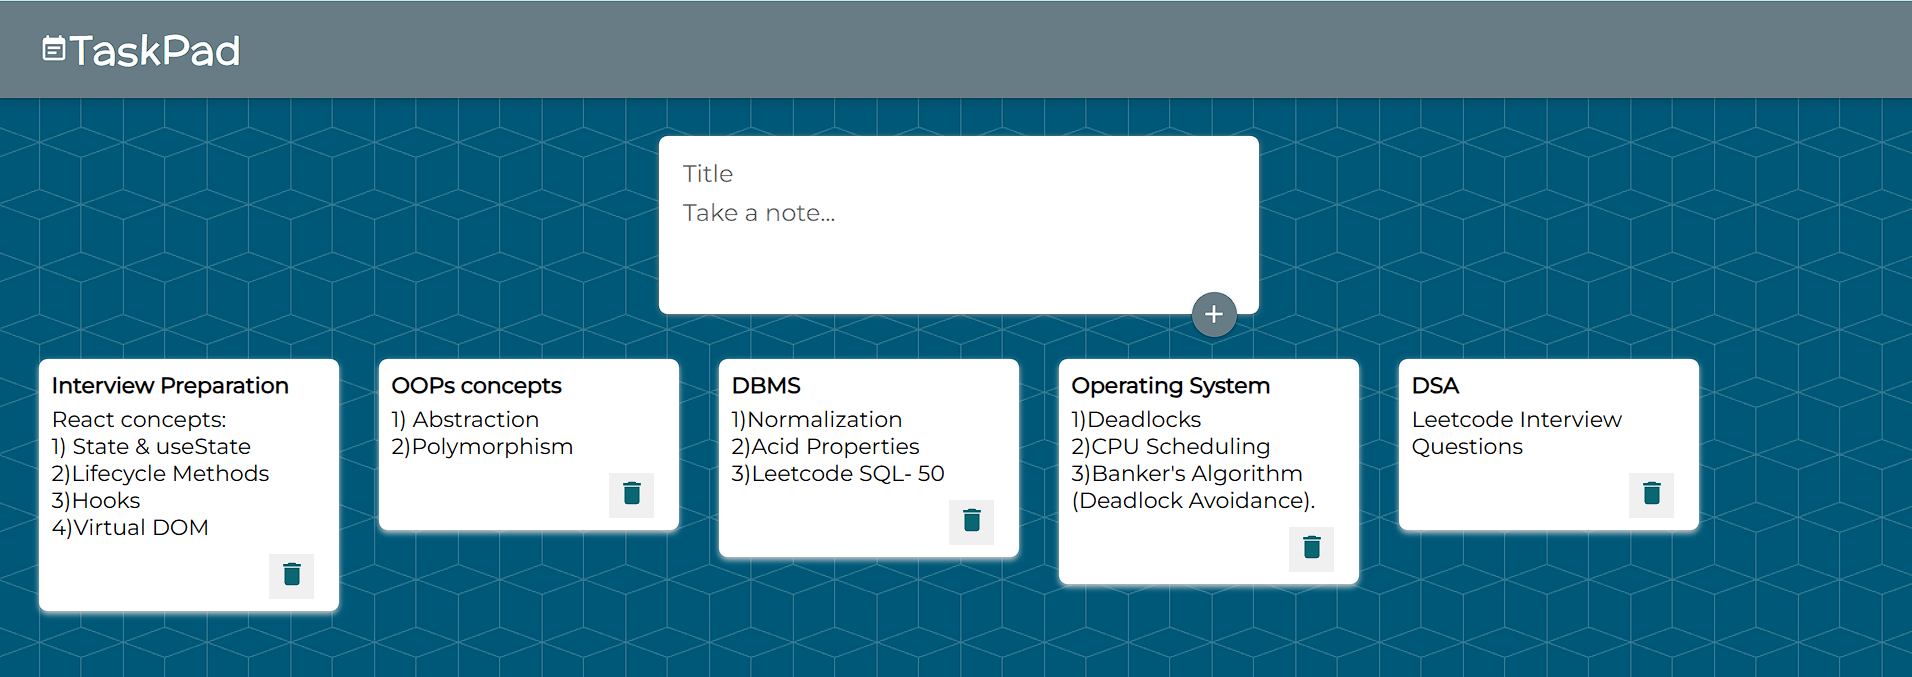 TaskPad
Title
Take a note...
Interview Preparation
React concepts:
1) State & useState
2)Lifecycle Methods
3)Hooks
4)Virtual DOM
OOPs concepts
1) Abstraction
2)Polymorphism
DBMS
1)Normalization
2)Acid Properties
3)Leetcode SQL- 50
Operating System
1)Deadlocks
2)CPU Scheduling
3)Banker's Algorithm
(Deadlock Avoidance).
DSA
Leetcode Interview
Questions